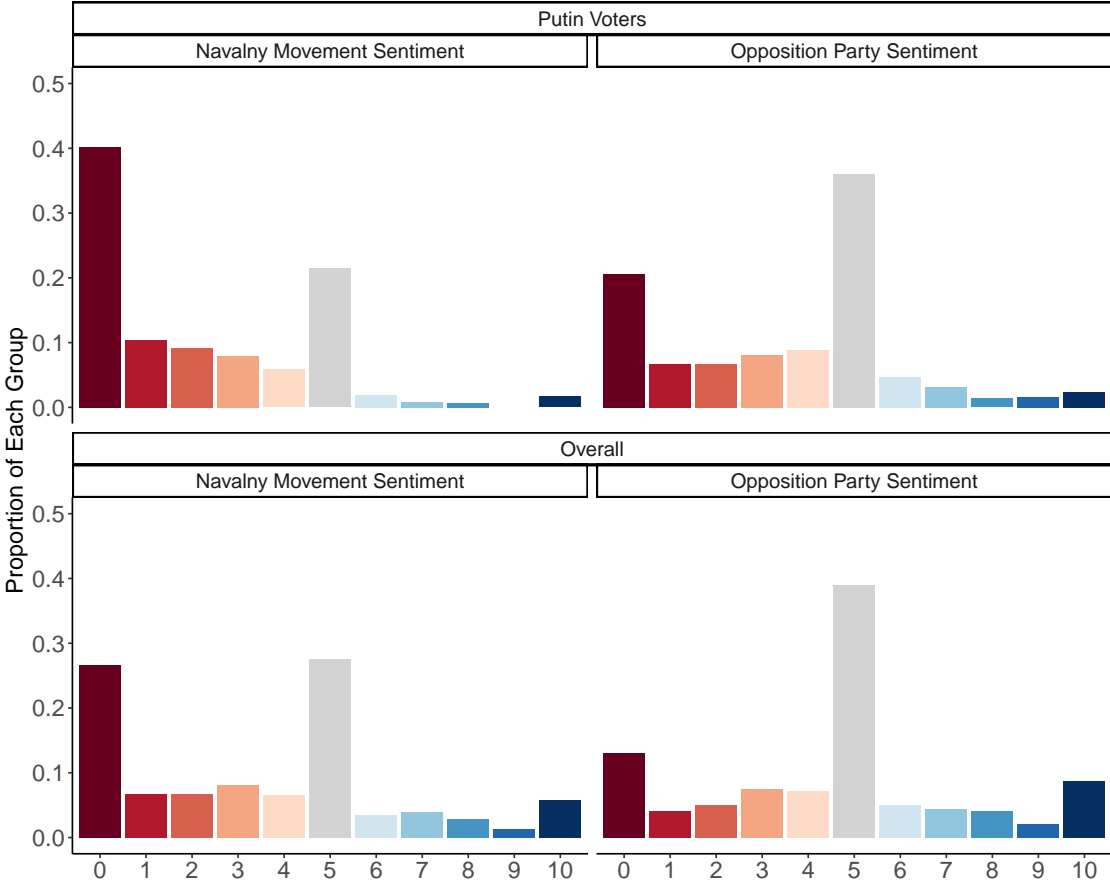 Putin Voters
Navalny Movement Sentiment
Opposition Party Sentiment
0.5
0.4
0.3
0.2
0.1
0.0
Proportion of Each Group
Overall
Navalny Movement Sentiment
Opposition Party Sentiment
0.5
0.4
0.3
0.2
0.1
0.0
0 1 2 3 4 5 6 7 8 9 10
0 1 2 3 4 5 6 7 8 9 10